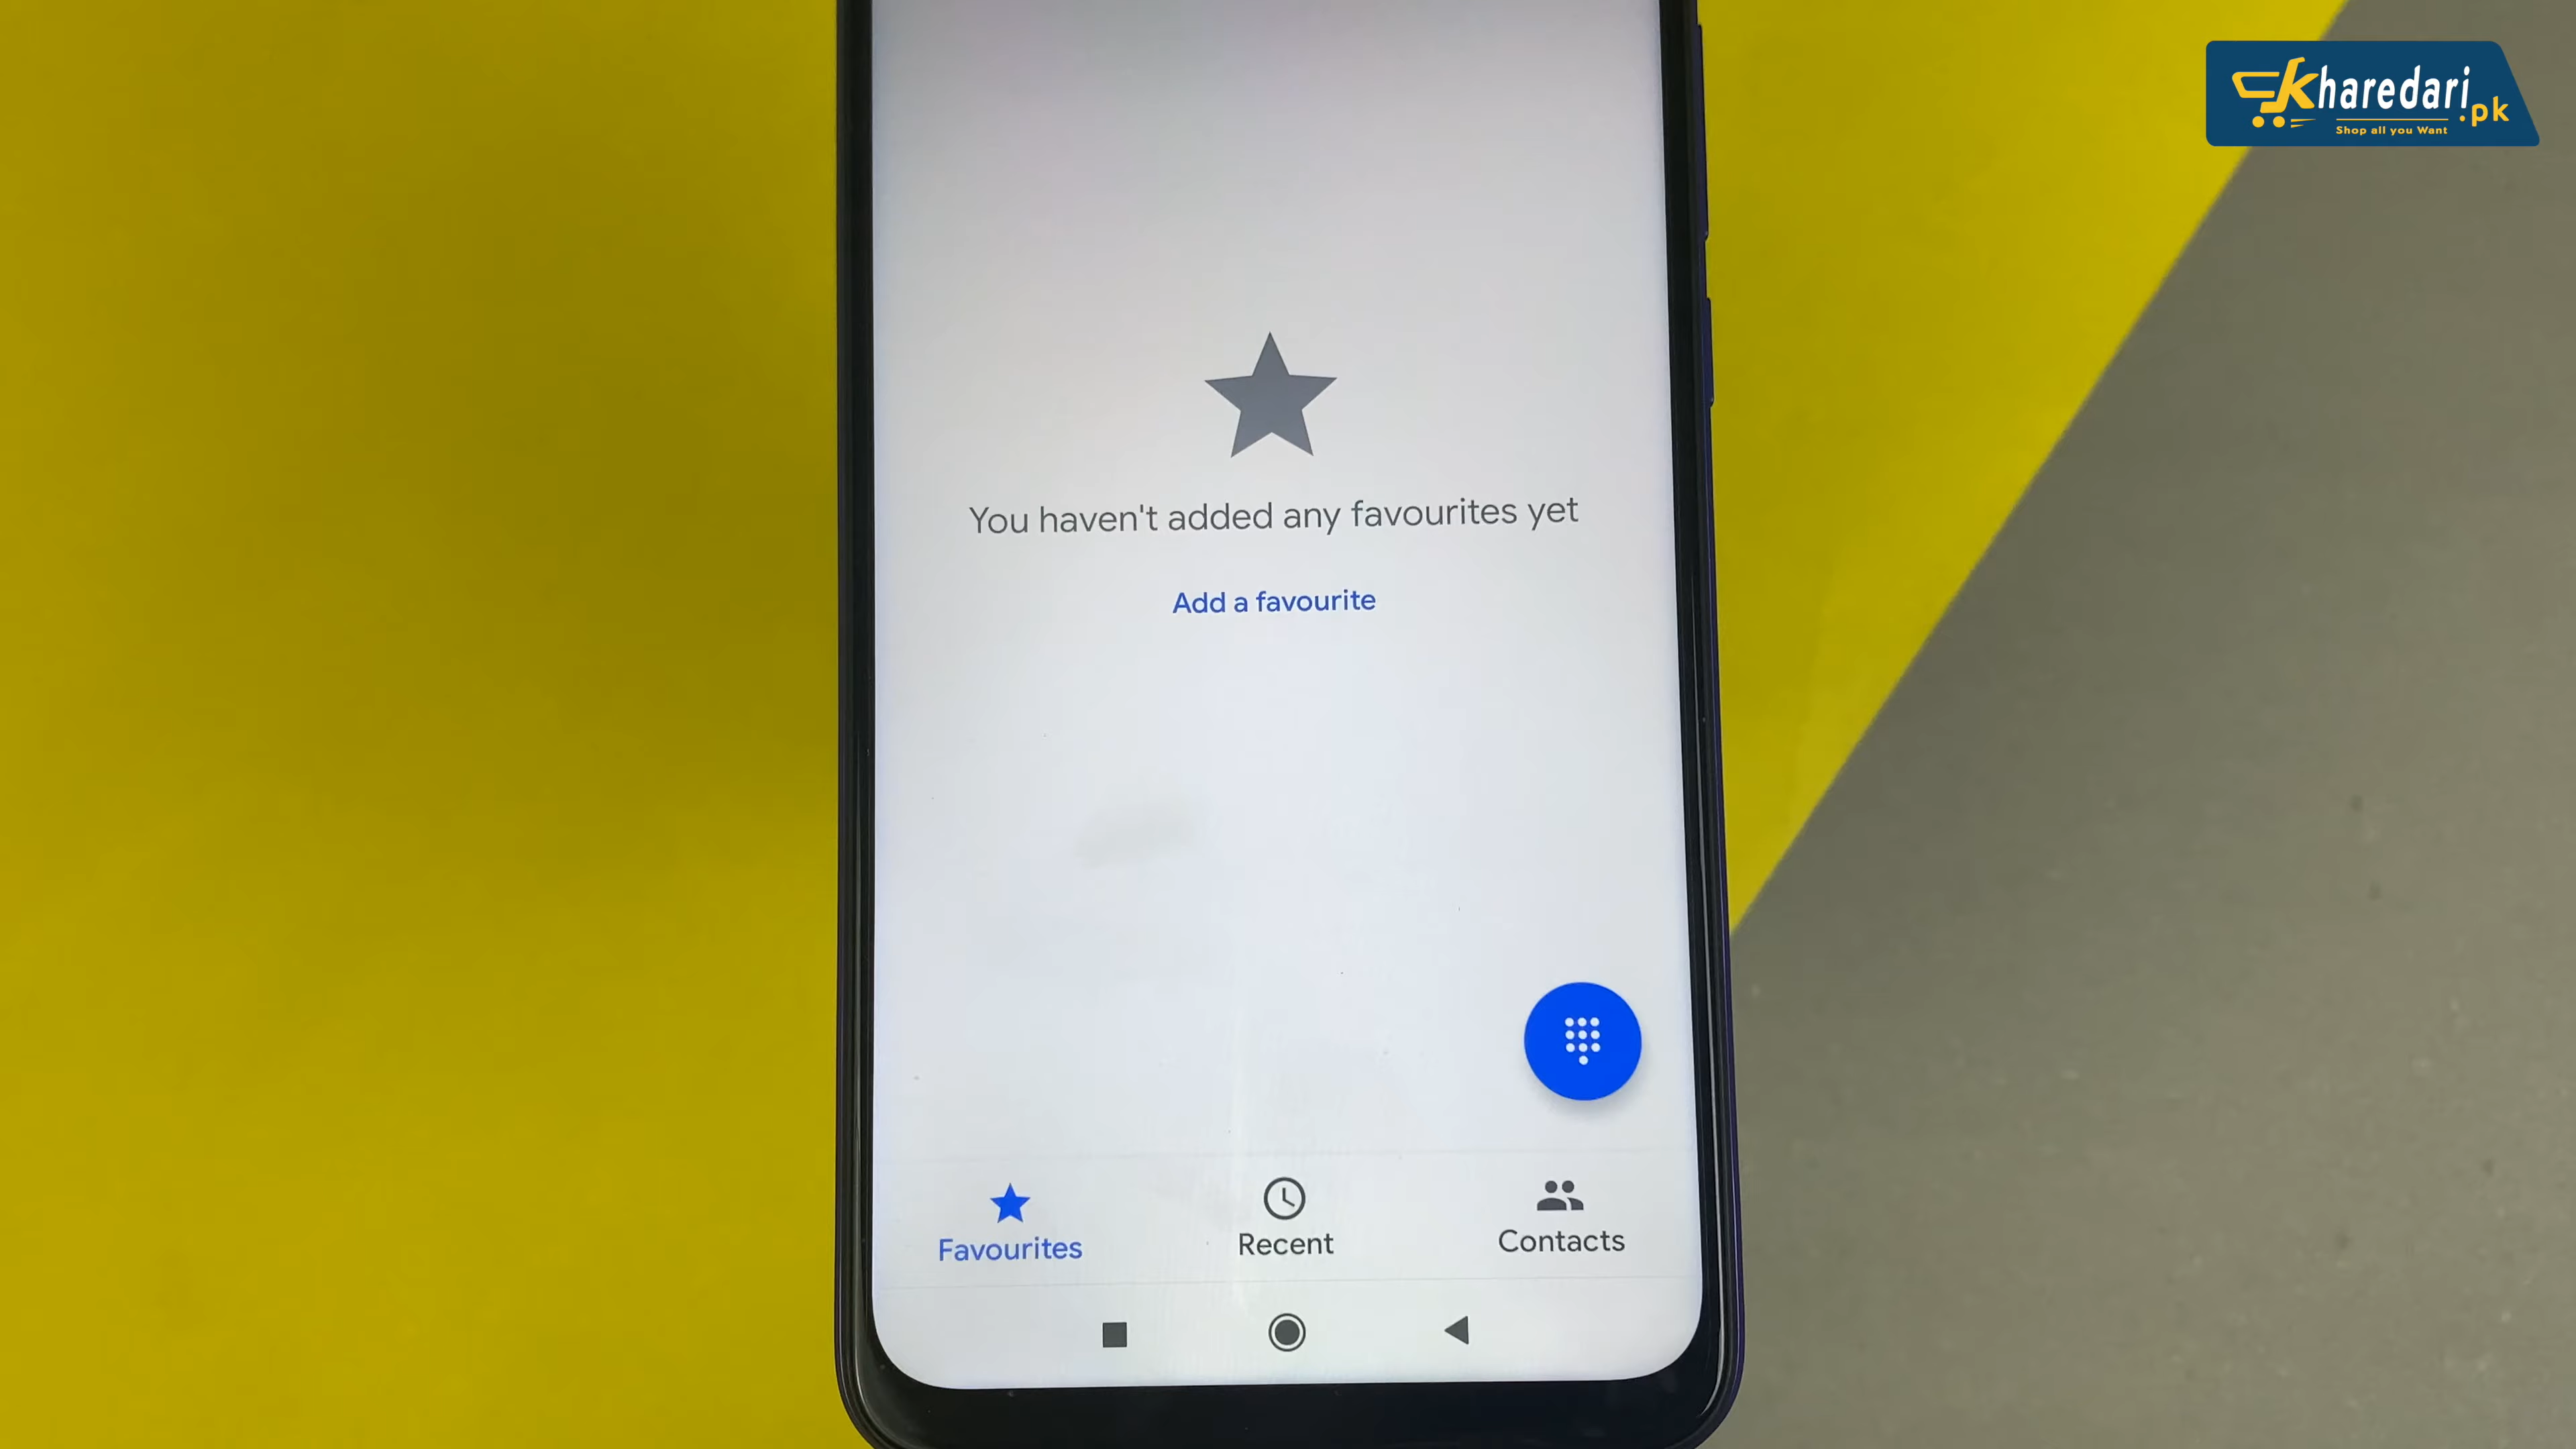 kharedari.pk
Shop all you Want
You haven't added any favourites yet
Add a favourite
Favourites
Recent
Contacts